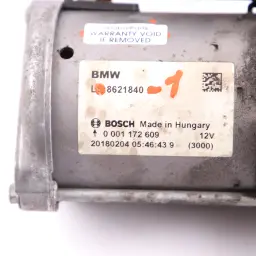 WARRANTY VOID
IF REMOVED
BMW
8621840 -1
BOSCH Made in Hungary
0 001 172 609 12V
20180204 05:46:43 9 (3000)